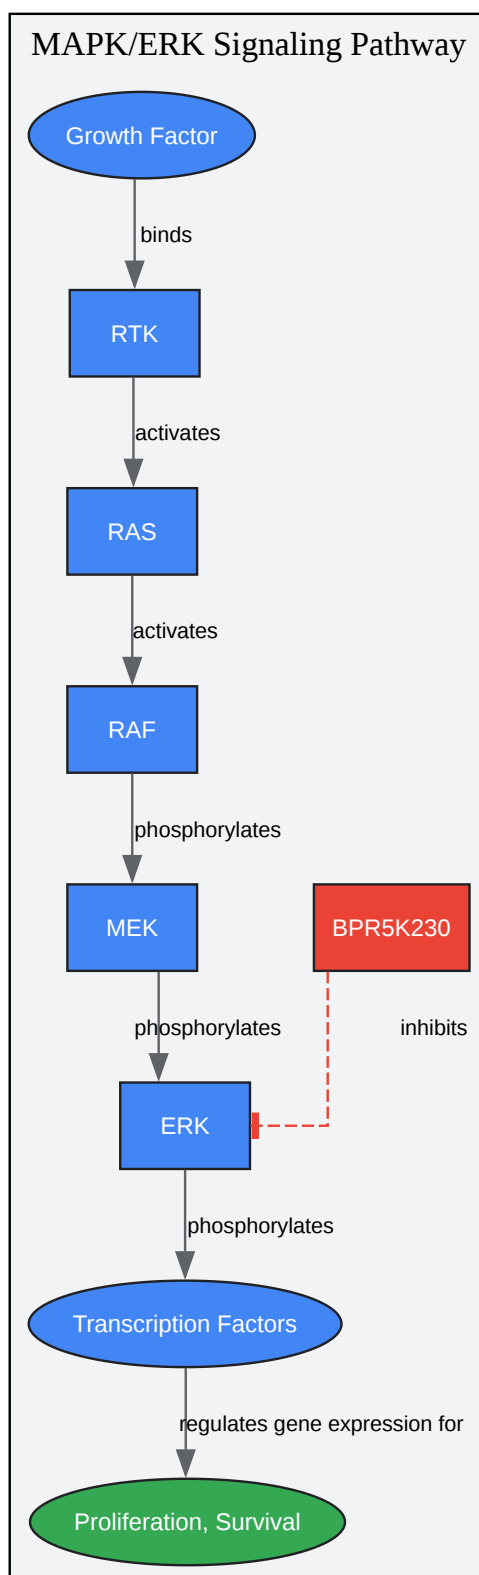 MAPK/ERK Signaling Pathway
Growth Factor
binds
RTK
activates
RAS
activates
RAF
phosphorylates
MEK
BPR5K230
phosphorylates
inhibits
ERK
phosphorylates
Transcription Factors
regulates gene expression for
Proliferation, Survival